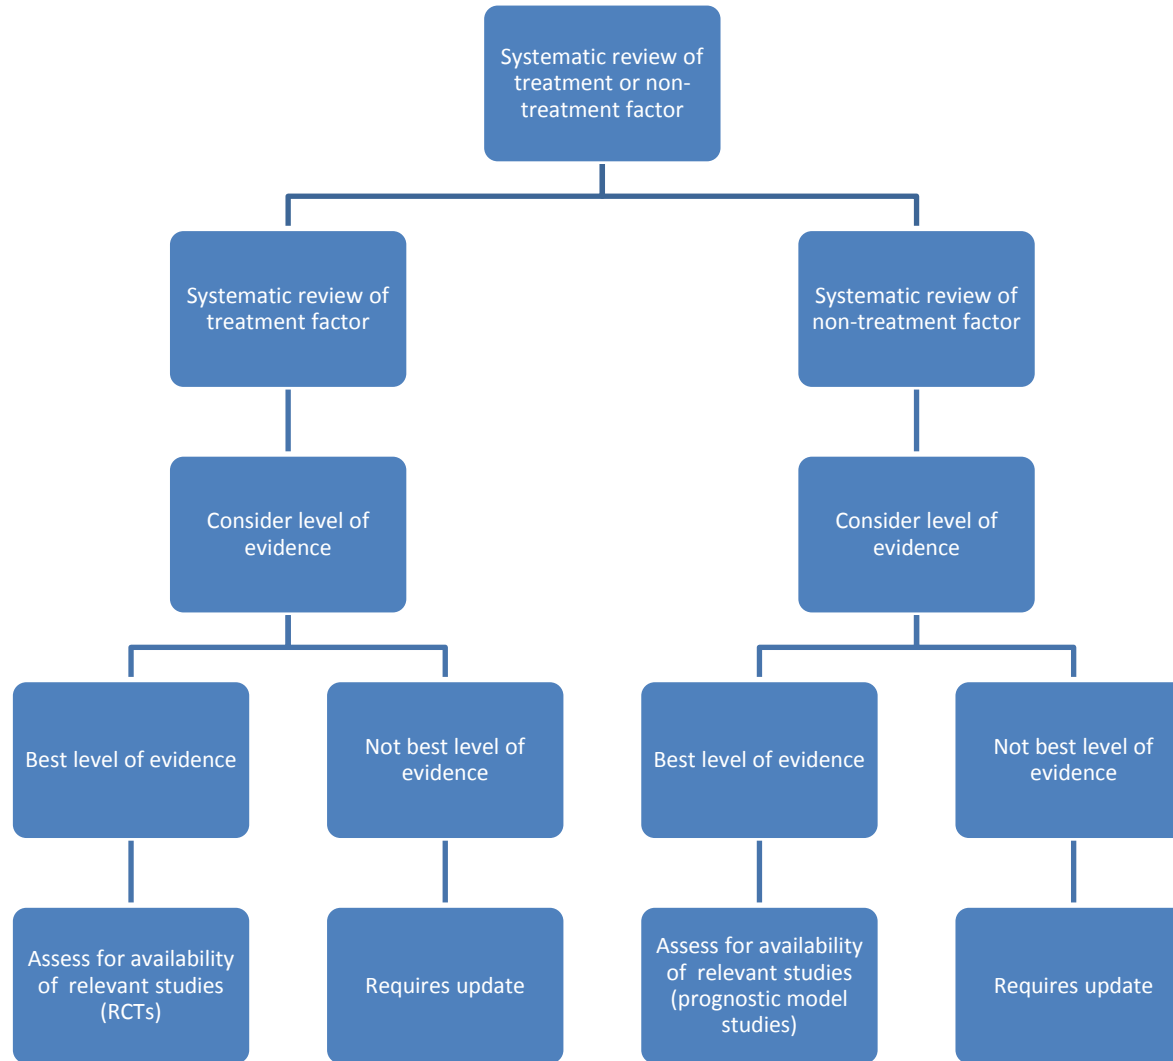 Systematic review of
treatment or non-
treatment factor
Systematic review of
treatment factor
Systematic review of
non-treatment factor
Consider level of
evidence
Consider level of
evidence
Best level of evidence
Not best level of
evidence
Best level of evidence
Not best level of
evidence
Assess for availability
of relevant studies
(RCTs)
Requires update
Assess for availability
of relevant studies
(prognostic model
studies)
Requires update